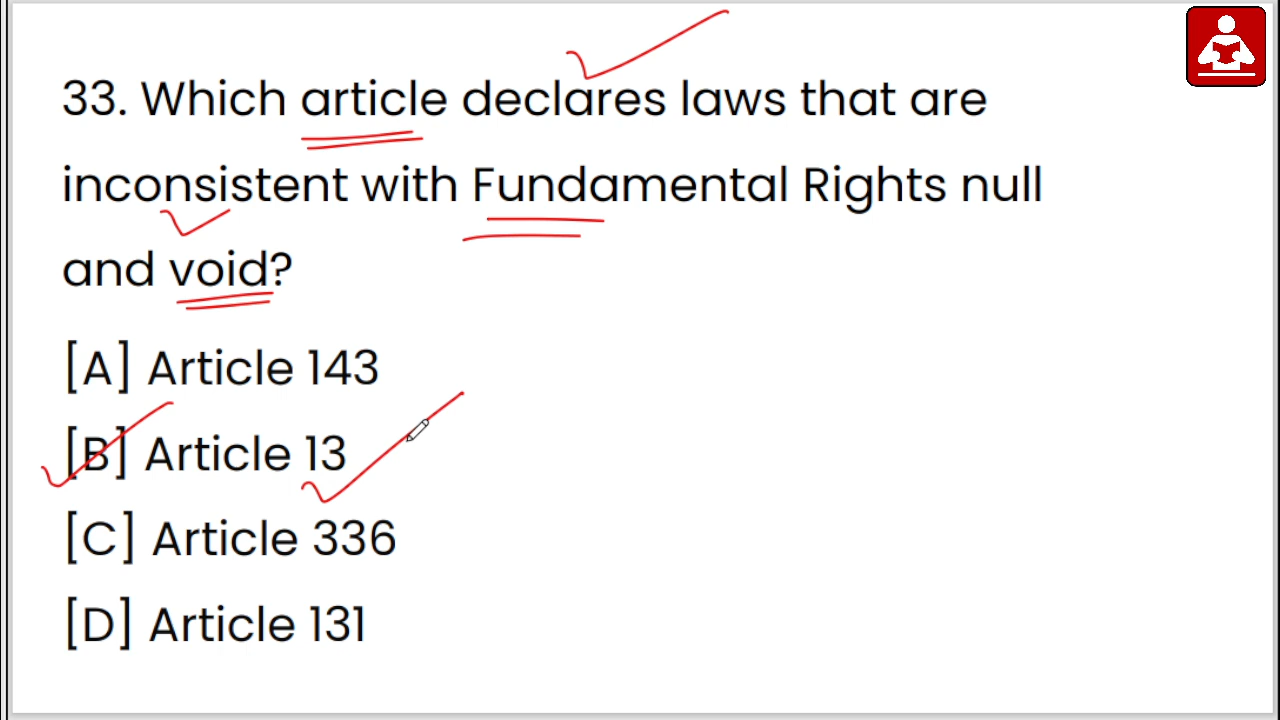 33. Which article declares laws that are
inconsistent with Fundamental Rights null
and void?
[A] Article 143
[B] Article 13
[C] Article 336
[D] Article 131